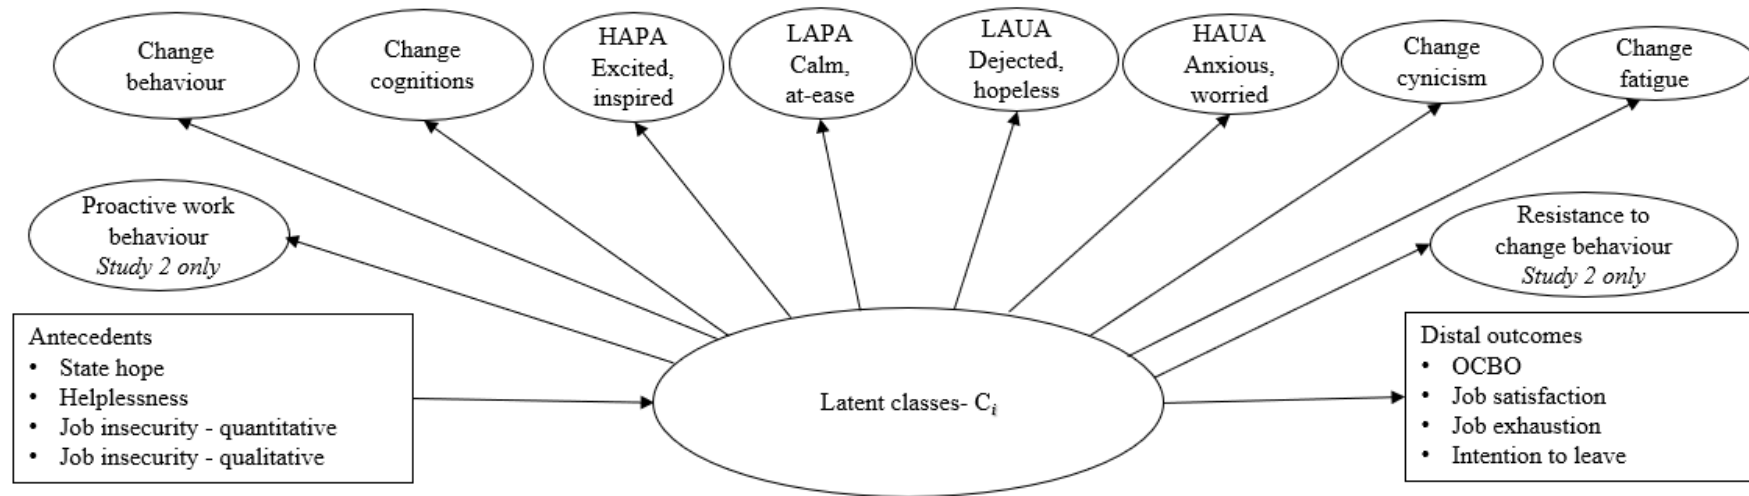 Change
behaviour
Change
cognitions
HAPA
Excited,
inspired
LAPA
Calm,
at-ease
LAUA
Dejected,
hopeless
HAUA
Anxious,
worried
Change
cynicism
Change
fatigue
Proactive work
behaviour
Study 2 only
Resistance to
change behaviour
Study 2 only
Antecedents
• State hope
• Helplessness
• Job insecurity - quantitative
• Job insecurity - qualitative
Latent classes- Ci
Distal outcomes
• OCBO
• Job satisfaction
• Job exhaustion
• Intention to leave